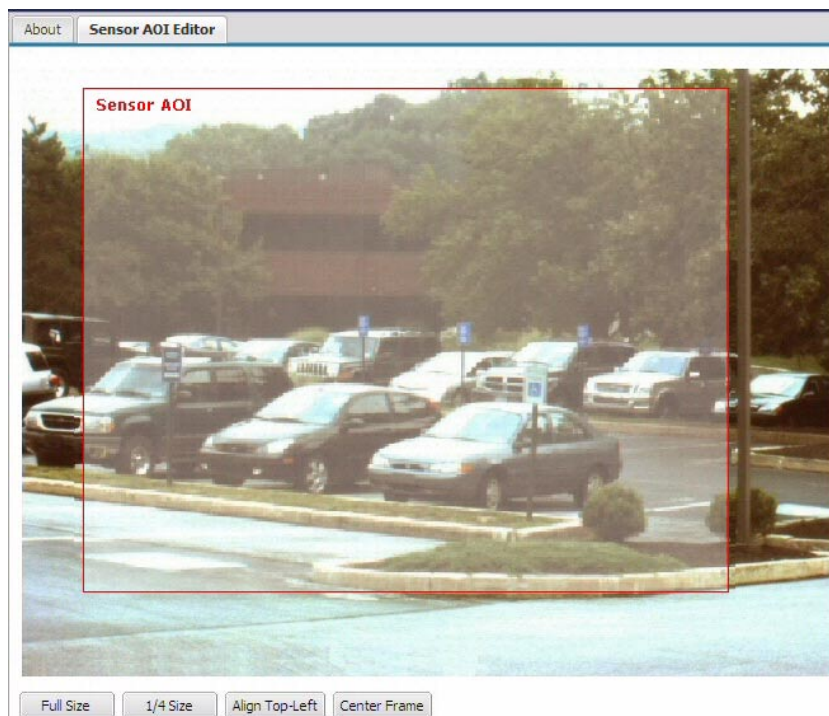 About
Sensor AOI Editor
Sensor AOI
Full Size
1/4 Size
Align Top-Left
Center Frame